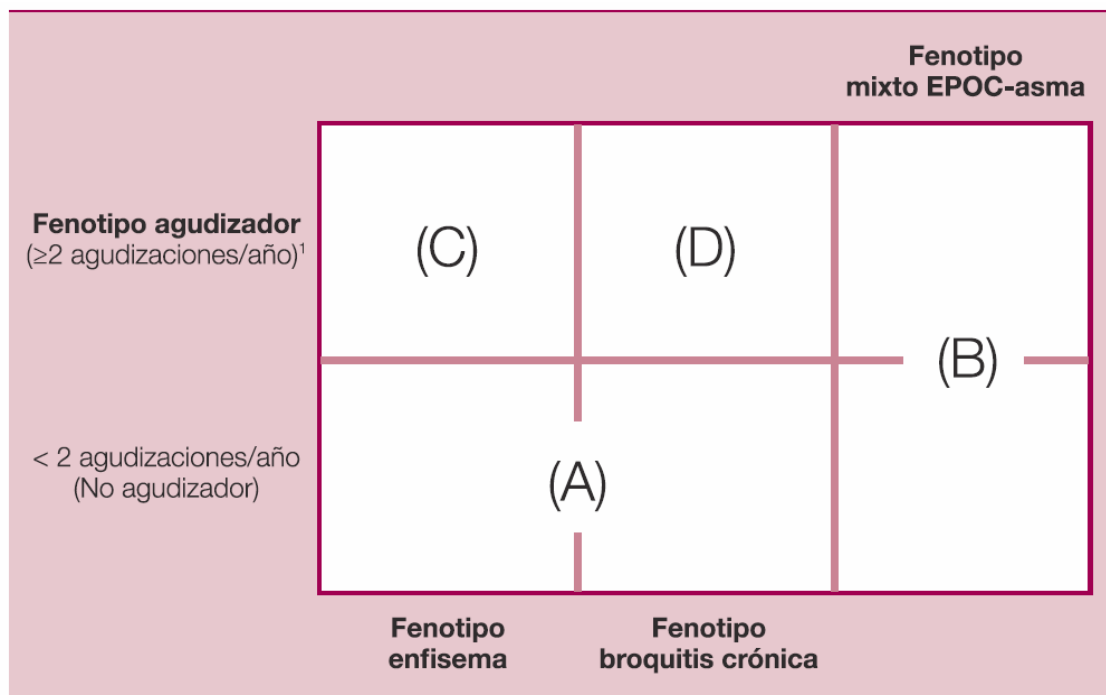 Fenotipo
mixto EPOC-asma
Fenotipo agudizador
(≥2 agudizaciones/año)¹
(C)
(D)
(B)
< 2 agudizaciones/año
(No agudizador)
(A)
Fenotipo
enfisema
Fenotipo
broquitis crónica